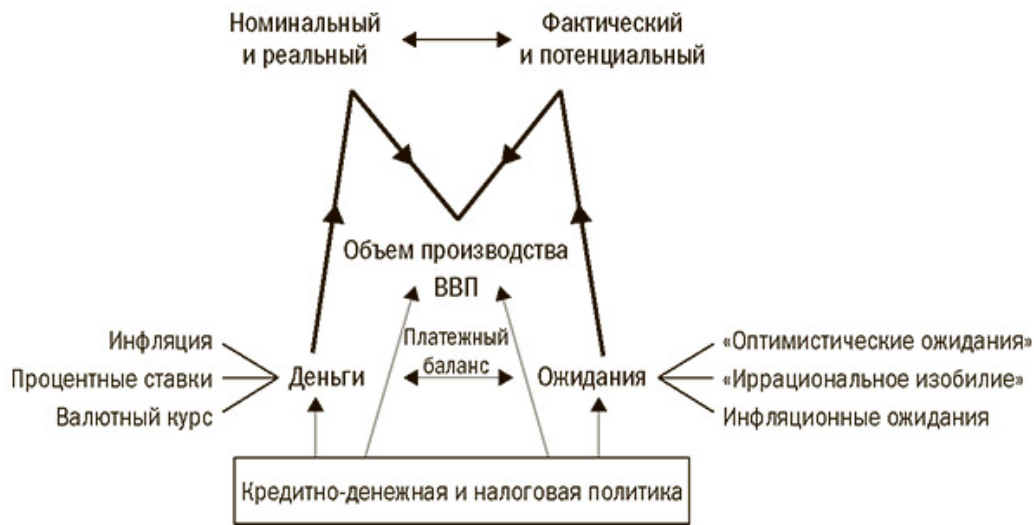 Номинальный
и реальный
Фактический
и потенциальный
Объем производства
ВВП
Инфляция
Процентные ставки
Валютный курс
Деньги
Платежный
баланс
Ожидания
«Оптимистические ожидания»
«Иррациональное изобилие»
Инфляционные ожидания
Кредитно-денежная и налоговая политика